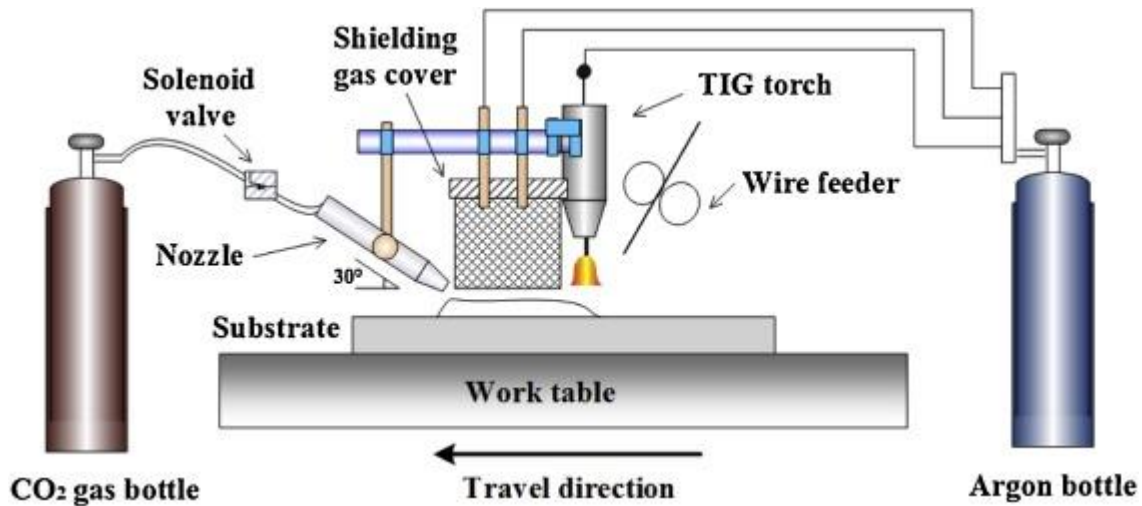 Shielding
gas cover
Solenoid
valve
TIG torch
Wire feeder
Nozzle
30°
Substrate
Work table
CO₂ gas bottle
Travel direction
Argon bottle